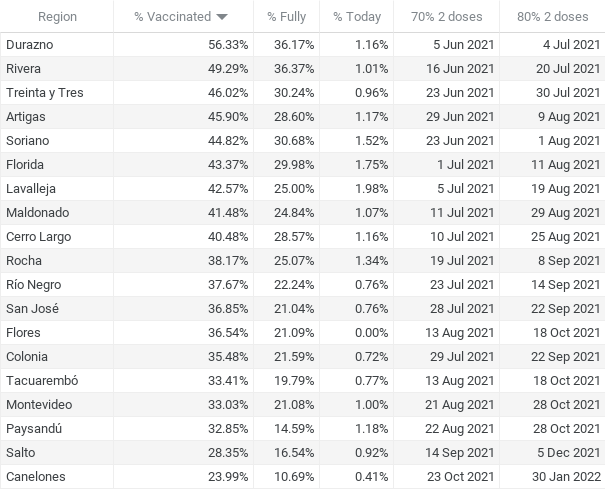 Region % Vaccinated % Fully % Today 70% 2 doses 80% 2 doses
Durazno 56.33% 36.17% 1.16% 5 Jun 2021 4 Jul 2021
Rivera 49.29% 36.37% 1.01% 16 Jun 2021 20 Jul 2021
Treinta y Tres 46.02% 30.24% 0.96% 23 Jun 2021 30 Jul 2021
Artigas 45.90% 28.60% 1.17% 29 Jun 2021 9 Aug 2021
Soriano 44.82% 30.68% 1.52% 23 Jun 2021 1 Aug 2021
Florida 43.37% 29.98% 1.75% 1 Jul 2021 11 Aug 2021
Lavalleja 42.57% 25.00% 1.98% 5 Jul 2021 19 Aug 2021
Maldonado 41.48% 24.84% 1.07% 11 Jul 2021 29 Aug 2021
Cerro Largo 40.48% 28.57% 1.16% 10 Jul 2021 25 Aug 2021
Rocha 38.17% 25.07% 1.34% 19 Jul 2021 8 Sep 2021
Río Negro 37.67% 22.24% 0.76% 23 Jul 2021 14 Sep 2021
San José 36.85% 21.04% 0.76% 28 Jul 2021 22 Sep 2021
Flores 36.54% 21.09% 0.00% 13 Aug 2021 18 Oct 2021
Colonia 35.48% 21.59% 0.72% 29 Jul 2021 22 Sep 2021
Tacuarembó 33.41% 19.79% 0.77% 13 Aug 2021 18 Oct 2021
Montevideo 33.03% 21.08% 1.00% 21 Aug 2021 28 Oct 2021
Paysandú 32.85% 14.59% 1.18% 22 Aug 2021 28 Oct 2021
Salto 28.35% 16.54% 0.92% 14 Sep 2021 5 Dec 2021
Canelones 23.99% 10.69% 0.41% 23 Oct 2021 30 Jan 2022